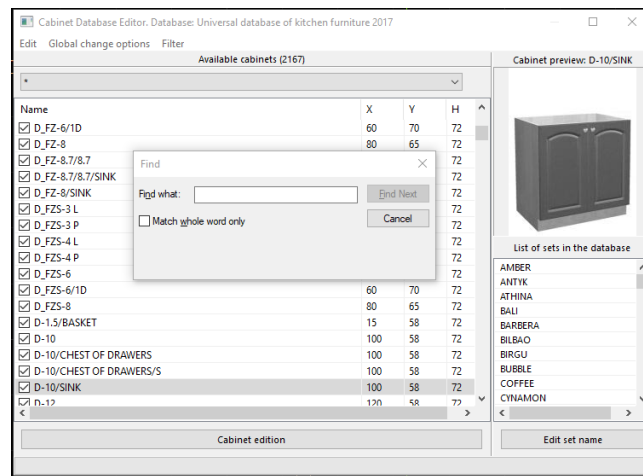 Cabinet Database Editor. Database: Universal database of kitchen furniture 2017
Edit Global change options Filter
Available cabinets (2167)
*
Name X Y H
D_FZ-6/1D 60 70 72
D_FZ-8 80 65 72
D_FZ-8.7/8.7 72
D_FZ-8.7/8.7/SINK 72
D_FZ-8/SINK 72
D_FZS-3 L 72
D_FZS-3 P 72
D_FZS-4 L 72
D_FZS-4 P 72
D_FZS-6 72
D_FZS-6/1D 60 70 72
D_FZS-8 80 65 72
D-1.5/BASKET 15 58 72
D-10 100 58 72
D-10/CHEST OF DRAWERS 100 58 72
D-10/CHEST OF DRAWERS/S 100 58 72
D-10/SINK 100 58 72
D-12 120 58 72
Cabinet edition
Find
Find what:
Find Next
Match whole word only
Cancel
Cabinet preview: D-10/SINK
List of sets in the database
AMBER
ANTYK
ATHINA
BALI
BARBERA
BILBAO
BIRGU
BUBBLE
COFFEE
CYNAMON
Edit set name